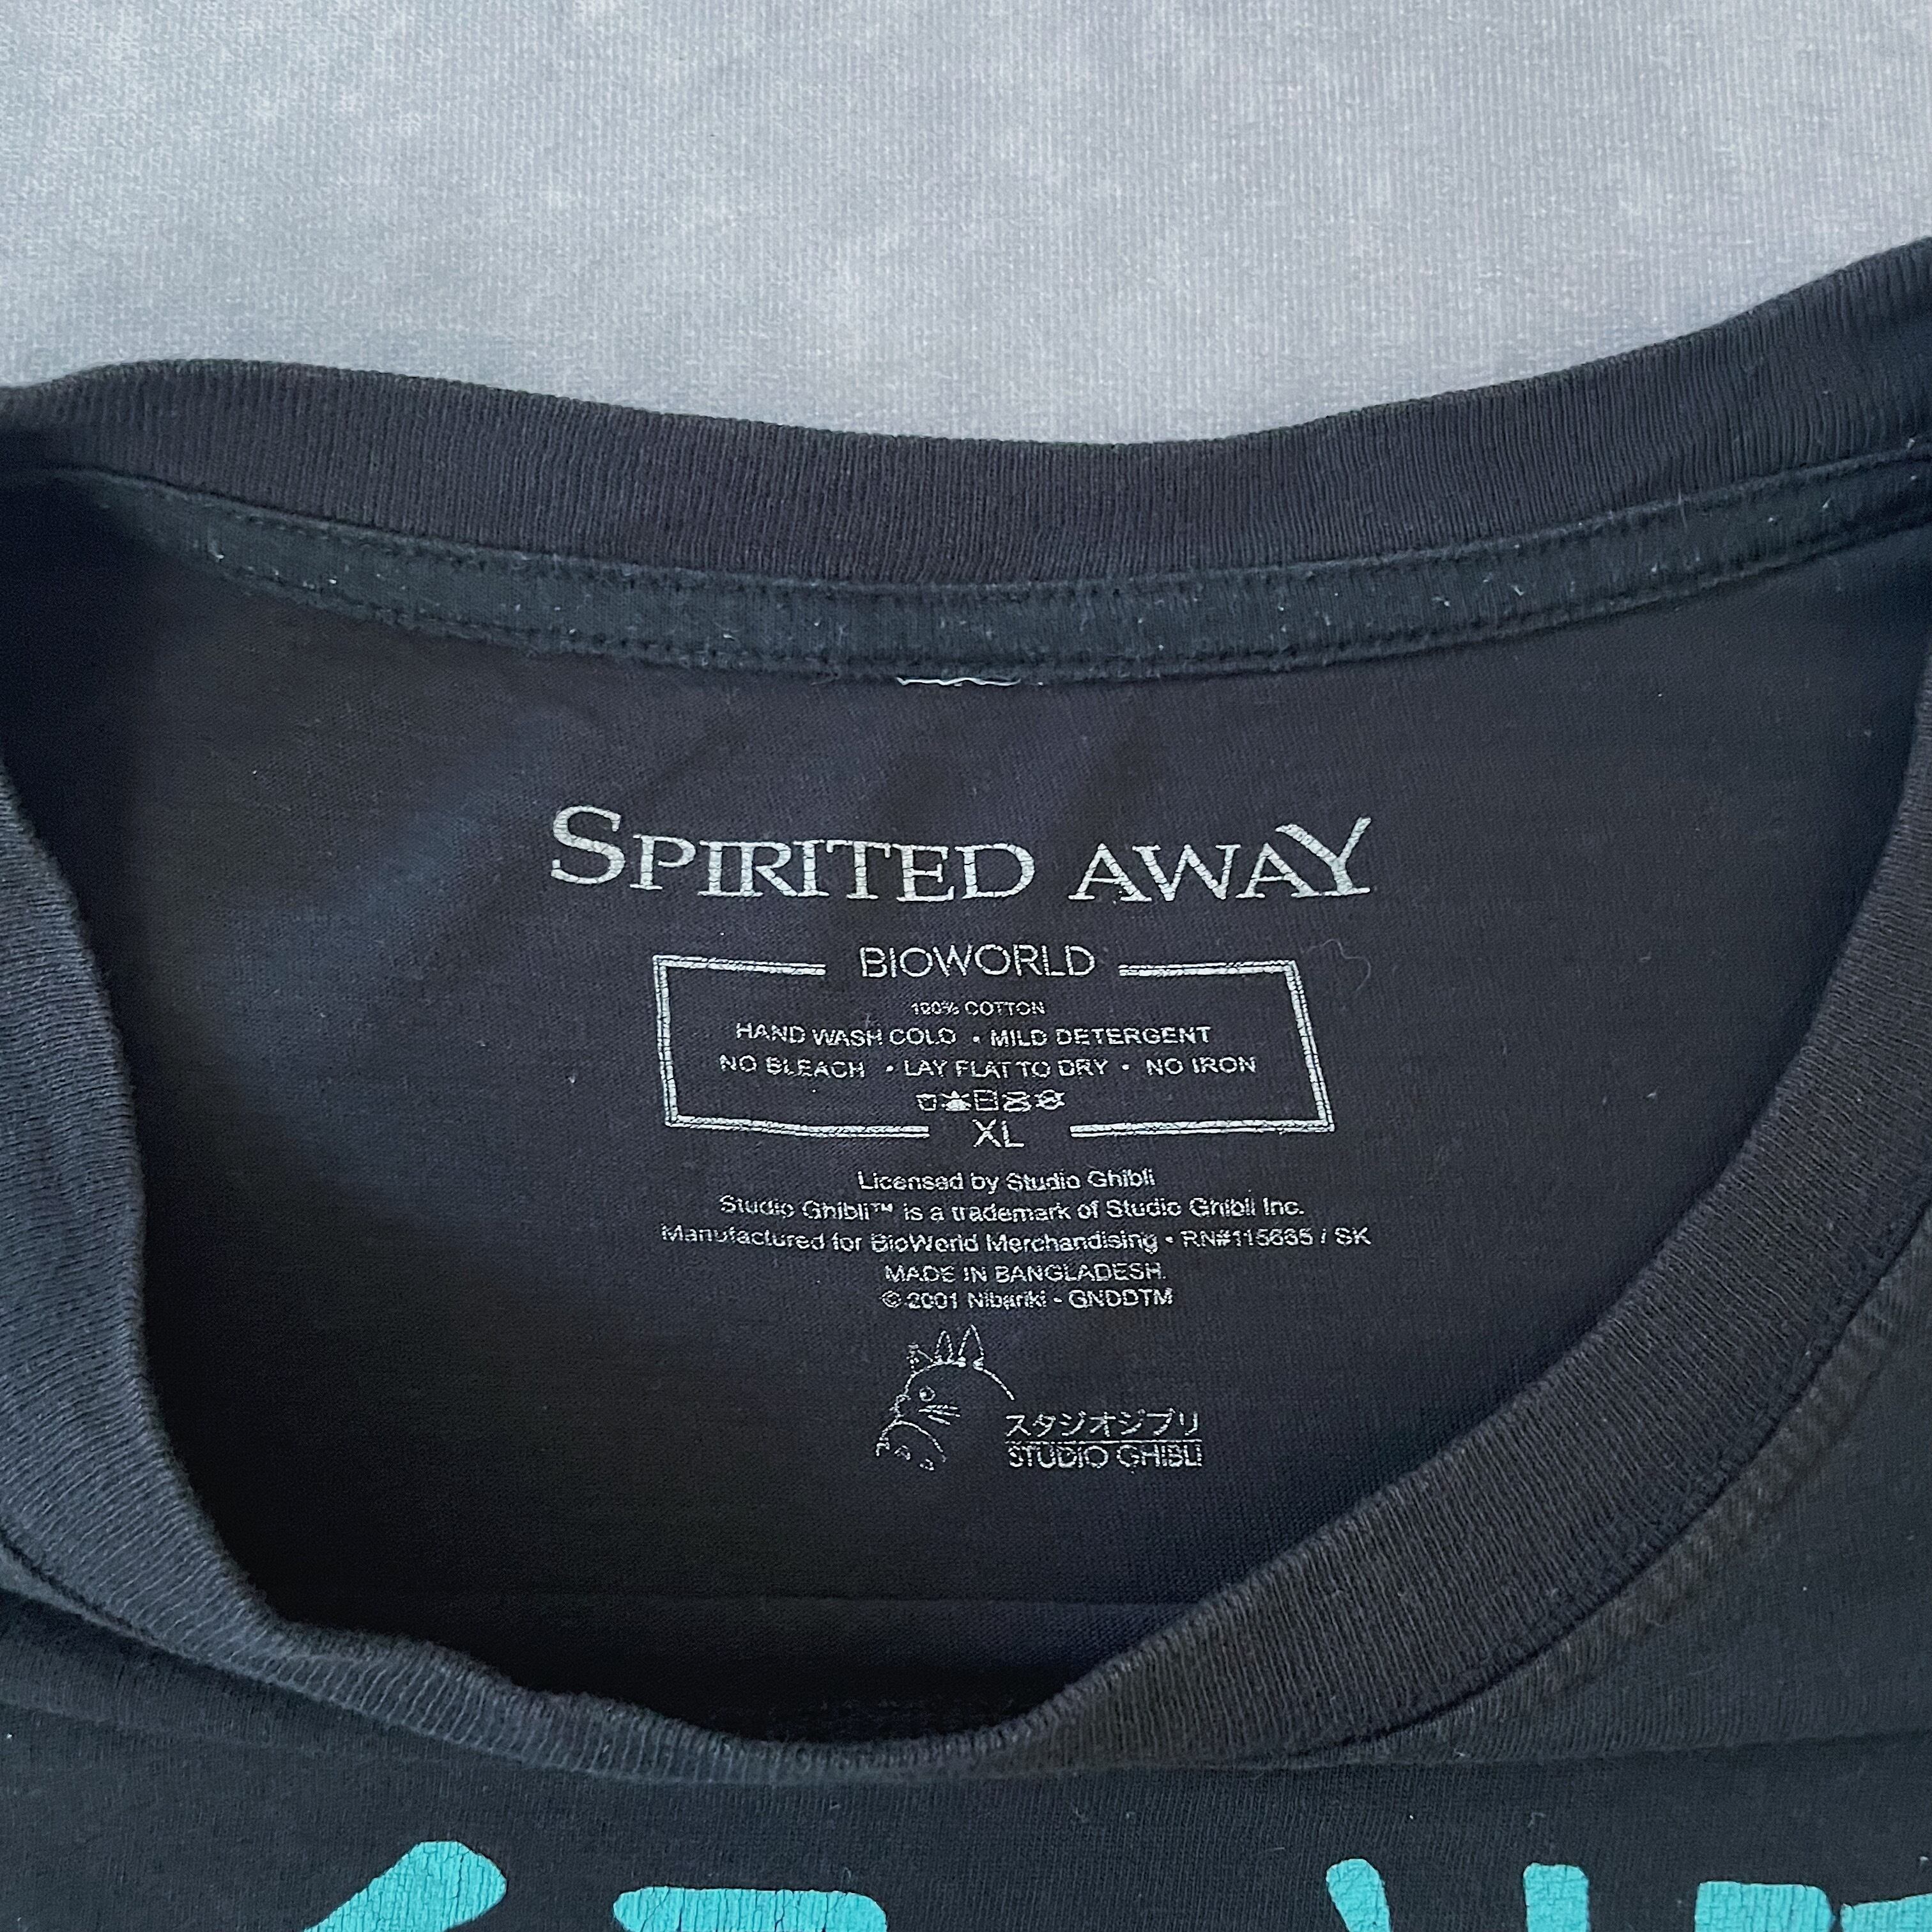 SPIRITED AWAY
BIOWORLD
100% COTTON
HAND WASH COLD • MILD DETERGENT
NO BLEACH • LAY FLAT TO DRY • NO IRON
XL
Licensed by Studio Ghibli
Studio Ghibli™ is a trademark of Studio Ghibli Inc.
Manufactured for BioWorld Merchandising • RN#115635 / SK
MADE IN BANGLADESH
© 2001 Nibariki - GNDDTM
スタジオジブリ
STUDIO GHIBLI